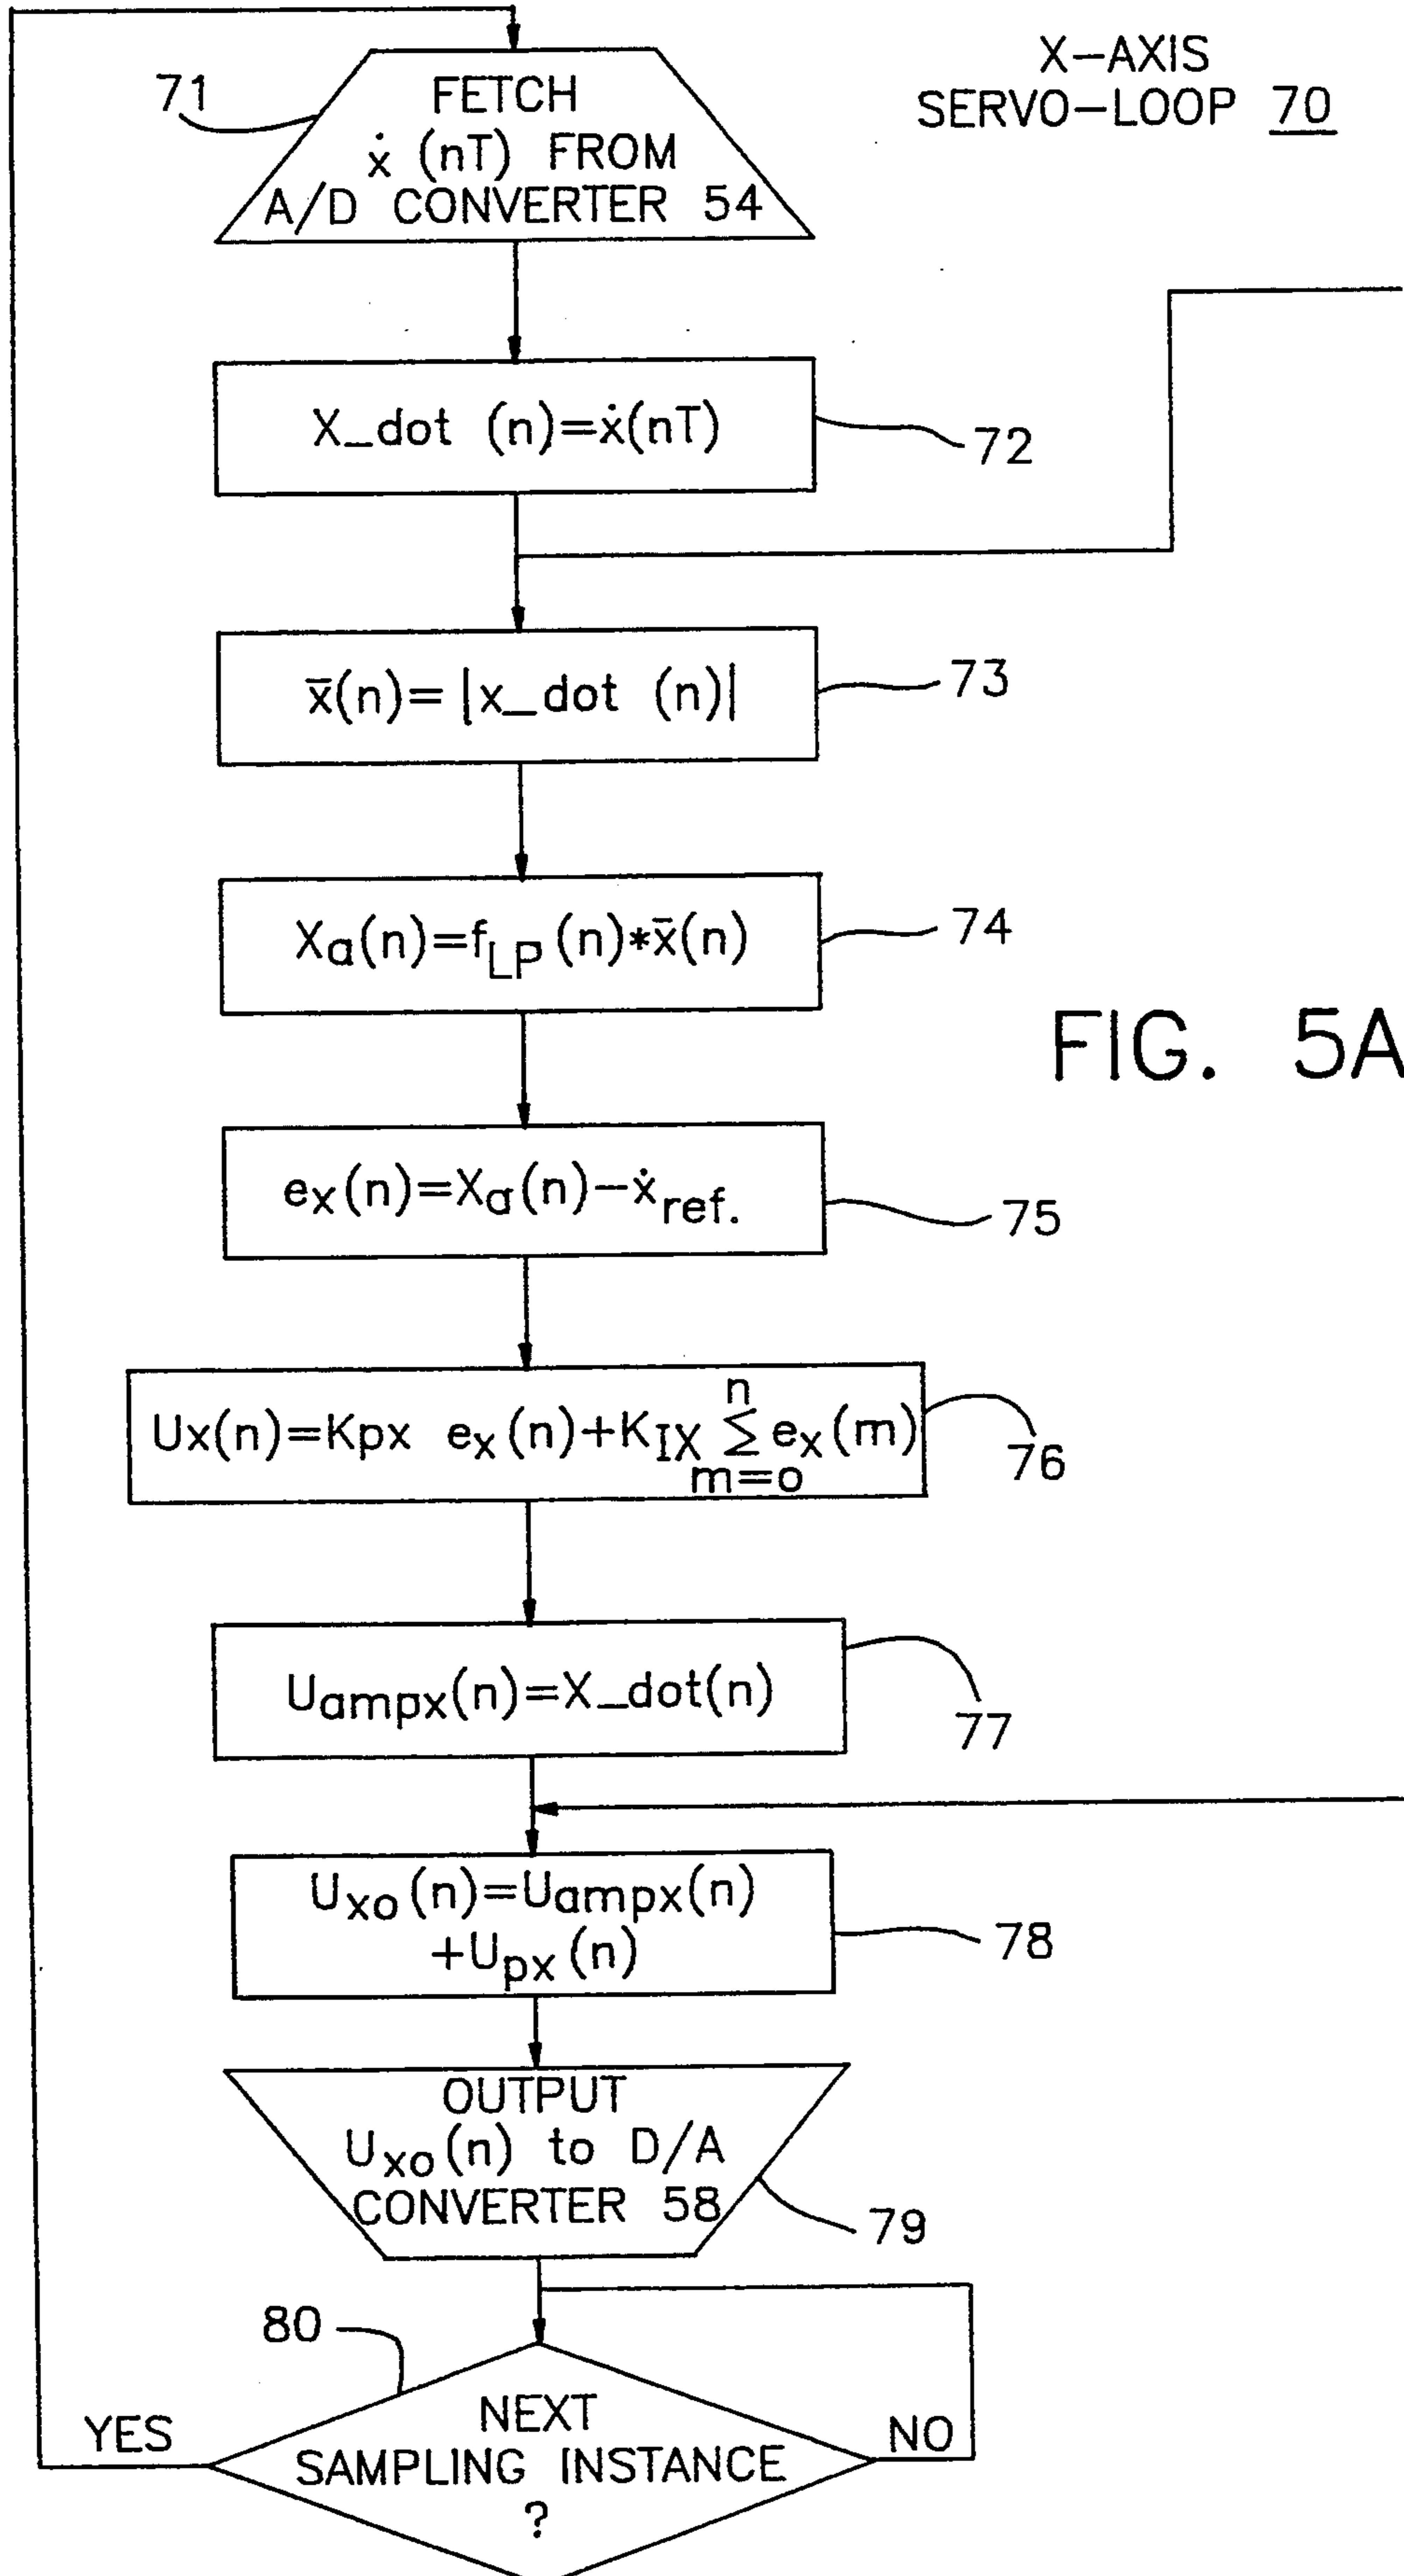 X-AXIS
SERVO-LOOP 70
71
FETCH
ẋ (nT) FROM
A/D CONVERTER 54
X_dot (n)=ẋ(nT)
72
x̄(n)= |x_dot (n)|
73
Xa(n)=fLP(n)*x̄(n)
74
FIG. 5A
ex(n)=Xa(n)-ẋref.
75
Ux(n)=Kpx ex(n)+KIX n∑m=o ex(m)
76
Uampx(n)=X_dot(n)
77
Uxo(n)=Uampx(n)
+Upx(n)
78
OUTPUT
Uxo(n) to D/A
CONVERTER 58
79
80
YES
NEXT
SAMPLING INSTANCE
?
NO